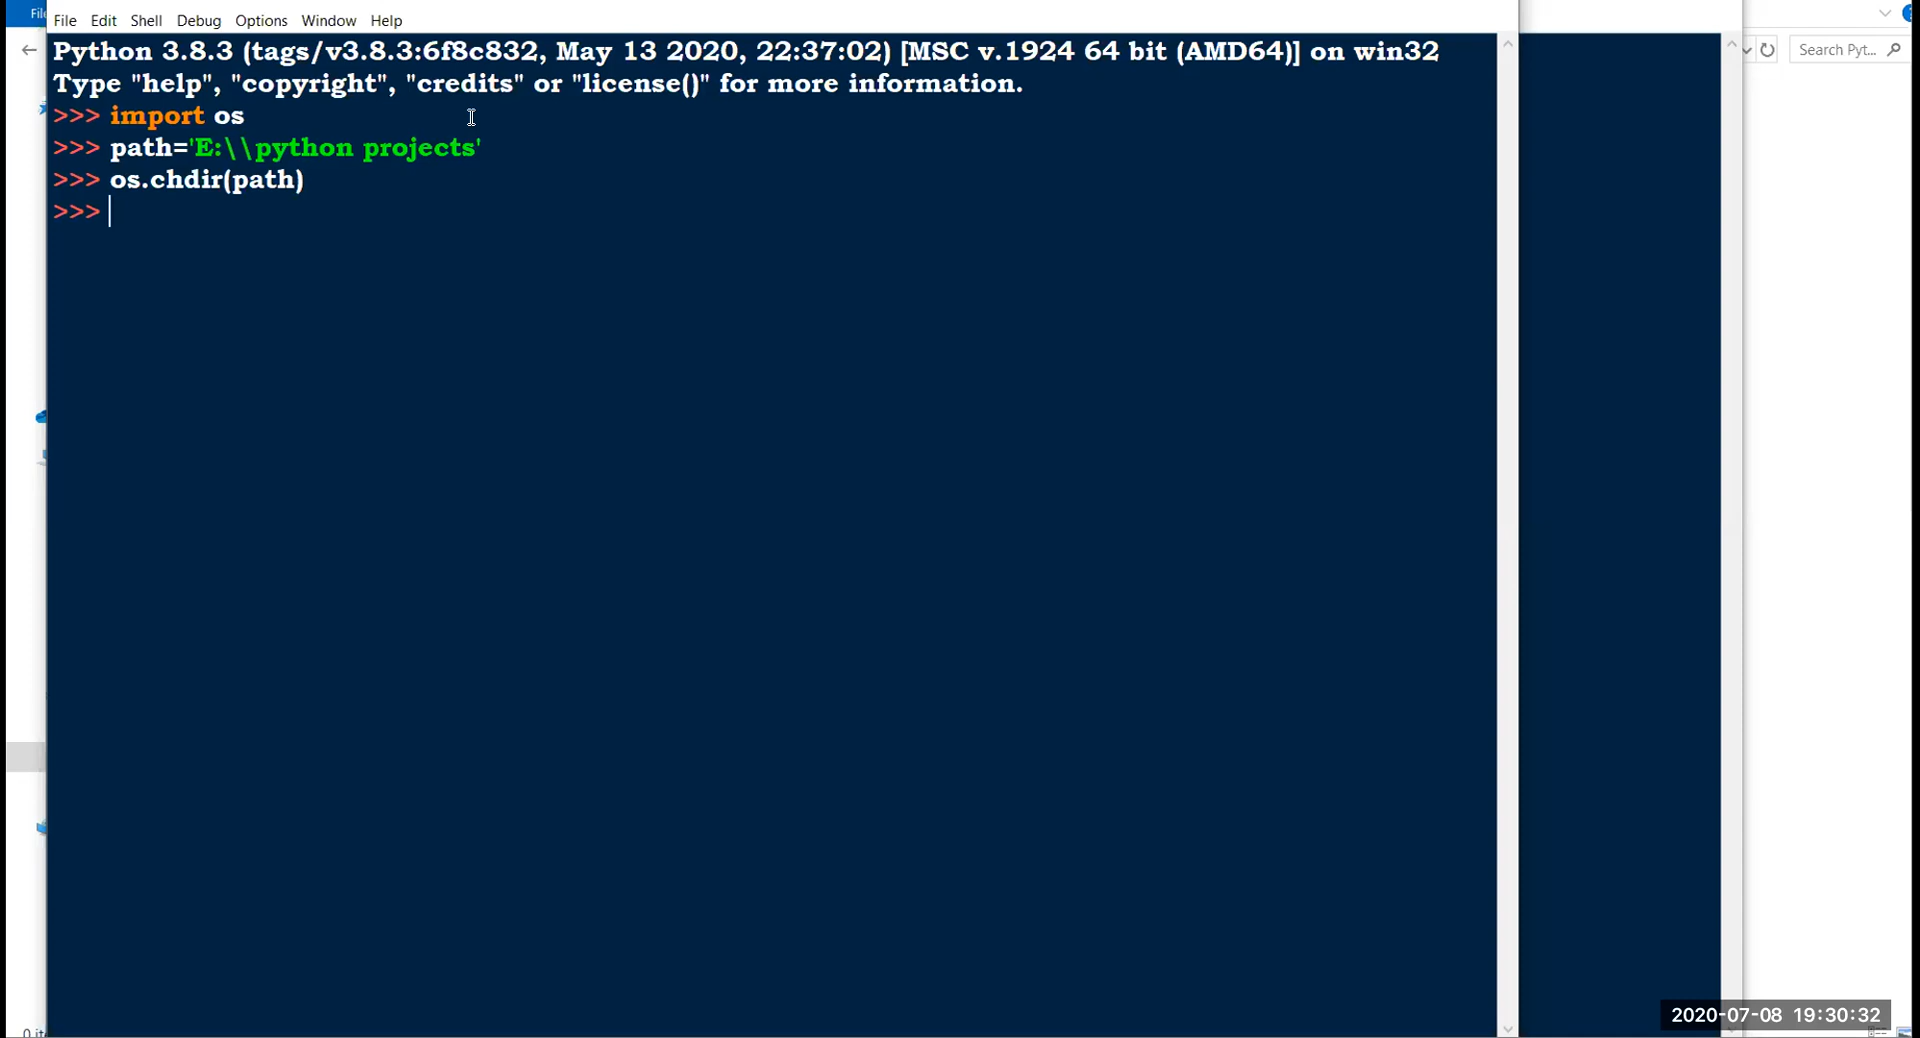 File Edit Shell Debug Options Window Help
Search Pyt...
Python 3.8.3 (tags/v3.8.3:6f8c832, May 13 2020, 22:37:02) [MSC v.1924 64 bit (AMD64)] on win32
Type "help", "copyright", "credits" or "license()" for more information.
>>> import os
>>> path='E:\\python projects'
>>> os.chdir(path)
>>>
2020-07-08 19:30:32